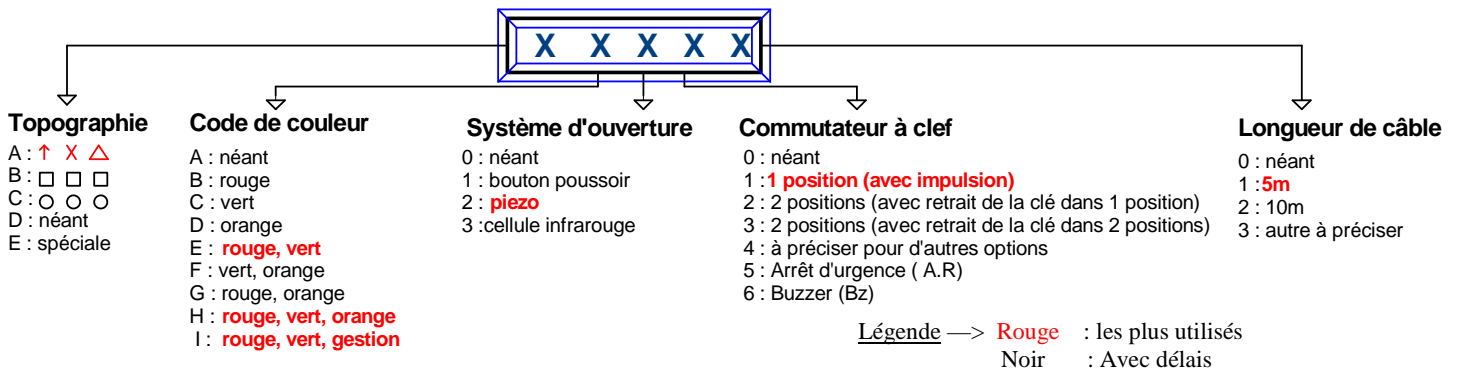 X X X X X
Topographie
A : ↑ X △
B : □ □ □
C : ○ ○ ○
D : néant
E : spéciale
Code de couleur
A : néant
B : rouge
C : vert
D : orange
E : rouge, vert
F : vert, orange
G : rouge, orange
H : rouge, vert, orange
I : rouge, vert, gestion
Système d'ouverture
0 : néant
1 : bouton poussoir
2 : piezo
3 :cellule infrarouge
Commutateur à clef
0 : néant
1 :1 position (avec impulsion)
2 : 2 positions (avec retrait de la clé dans 1 position)
3 : 2 positions (avec retrait de la clé dans 2 positions)
4 : à préciser pour d'autres options
5 : Arrêt d'urgence ( A.R)
6 : Buzzer (Bz)
Longueur de câble
0 : néant
1 :5m
2 : 10m
3 : autre à préciser
Légende —> Rouge : les plus utilisés
Noir : Avec délais